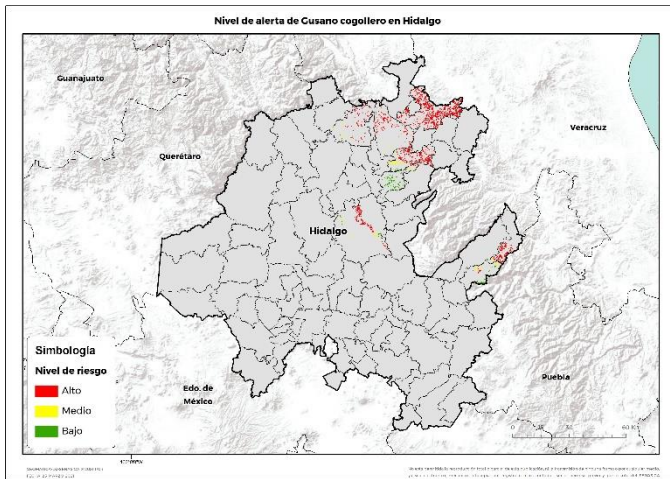 Nivel de alerta de Gusano cogollero en Hidalgo
Guanajuato
Veracruz
Querétaro
Hidalgo
Simbología
Nivel de riesgo
Alto
Medio
Bajo
Edo. de
México
Puebla